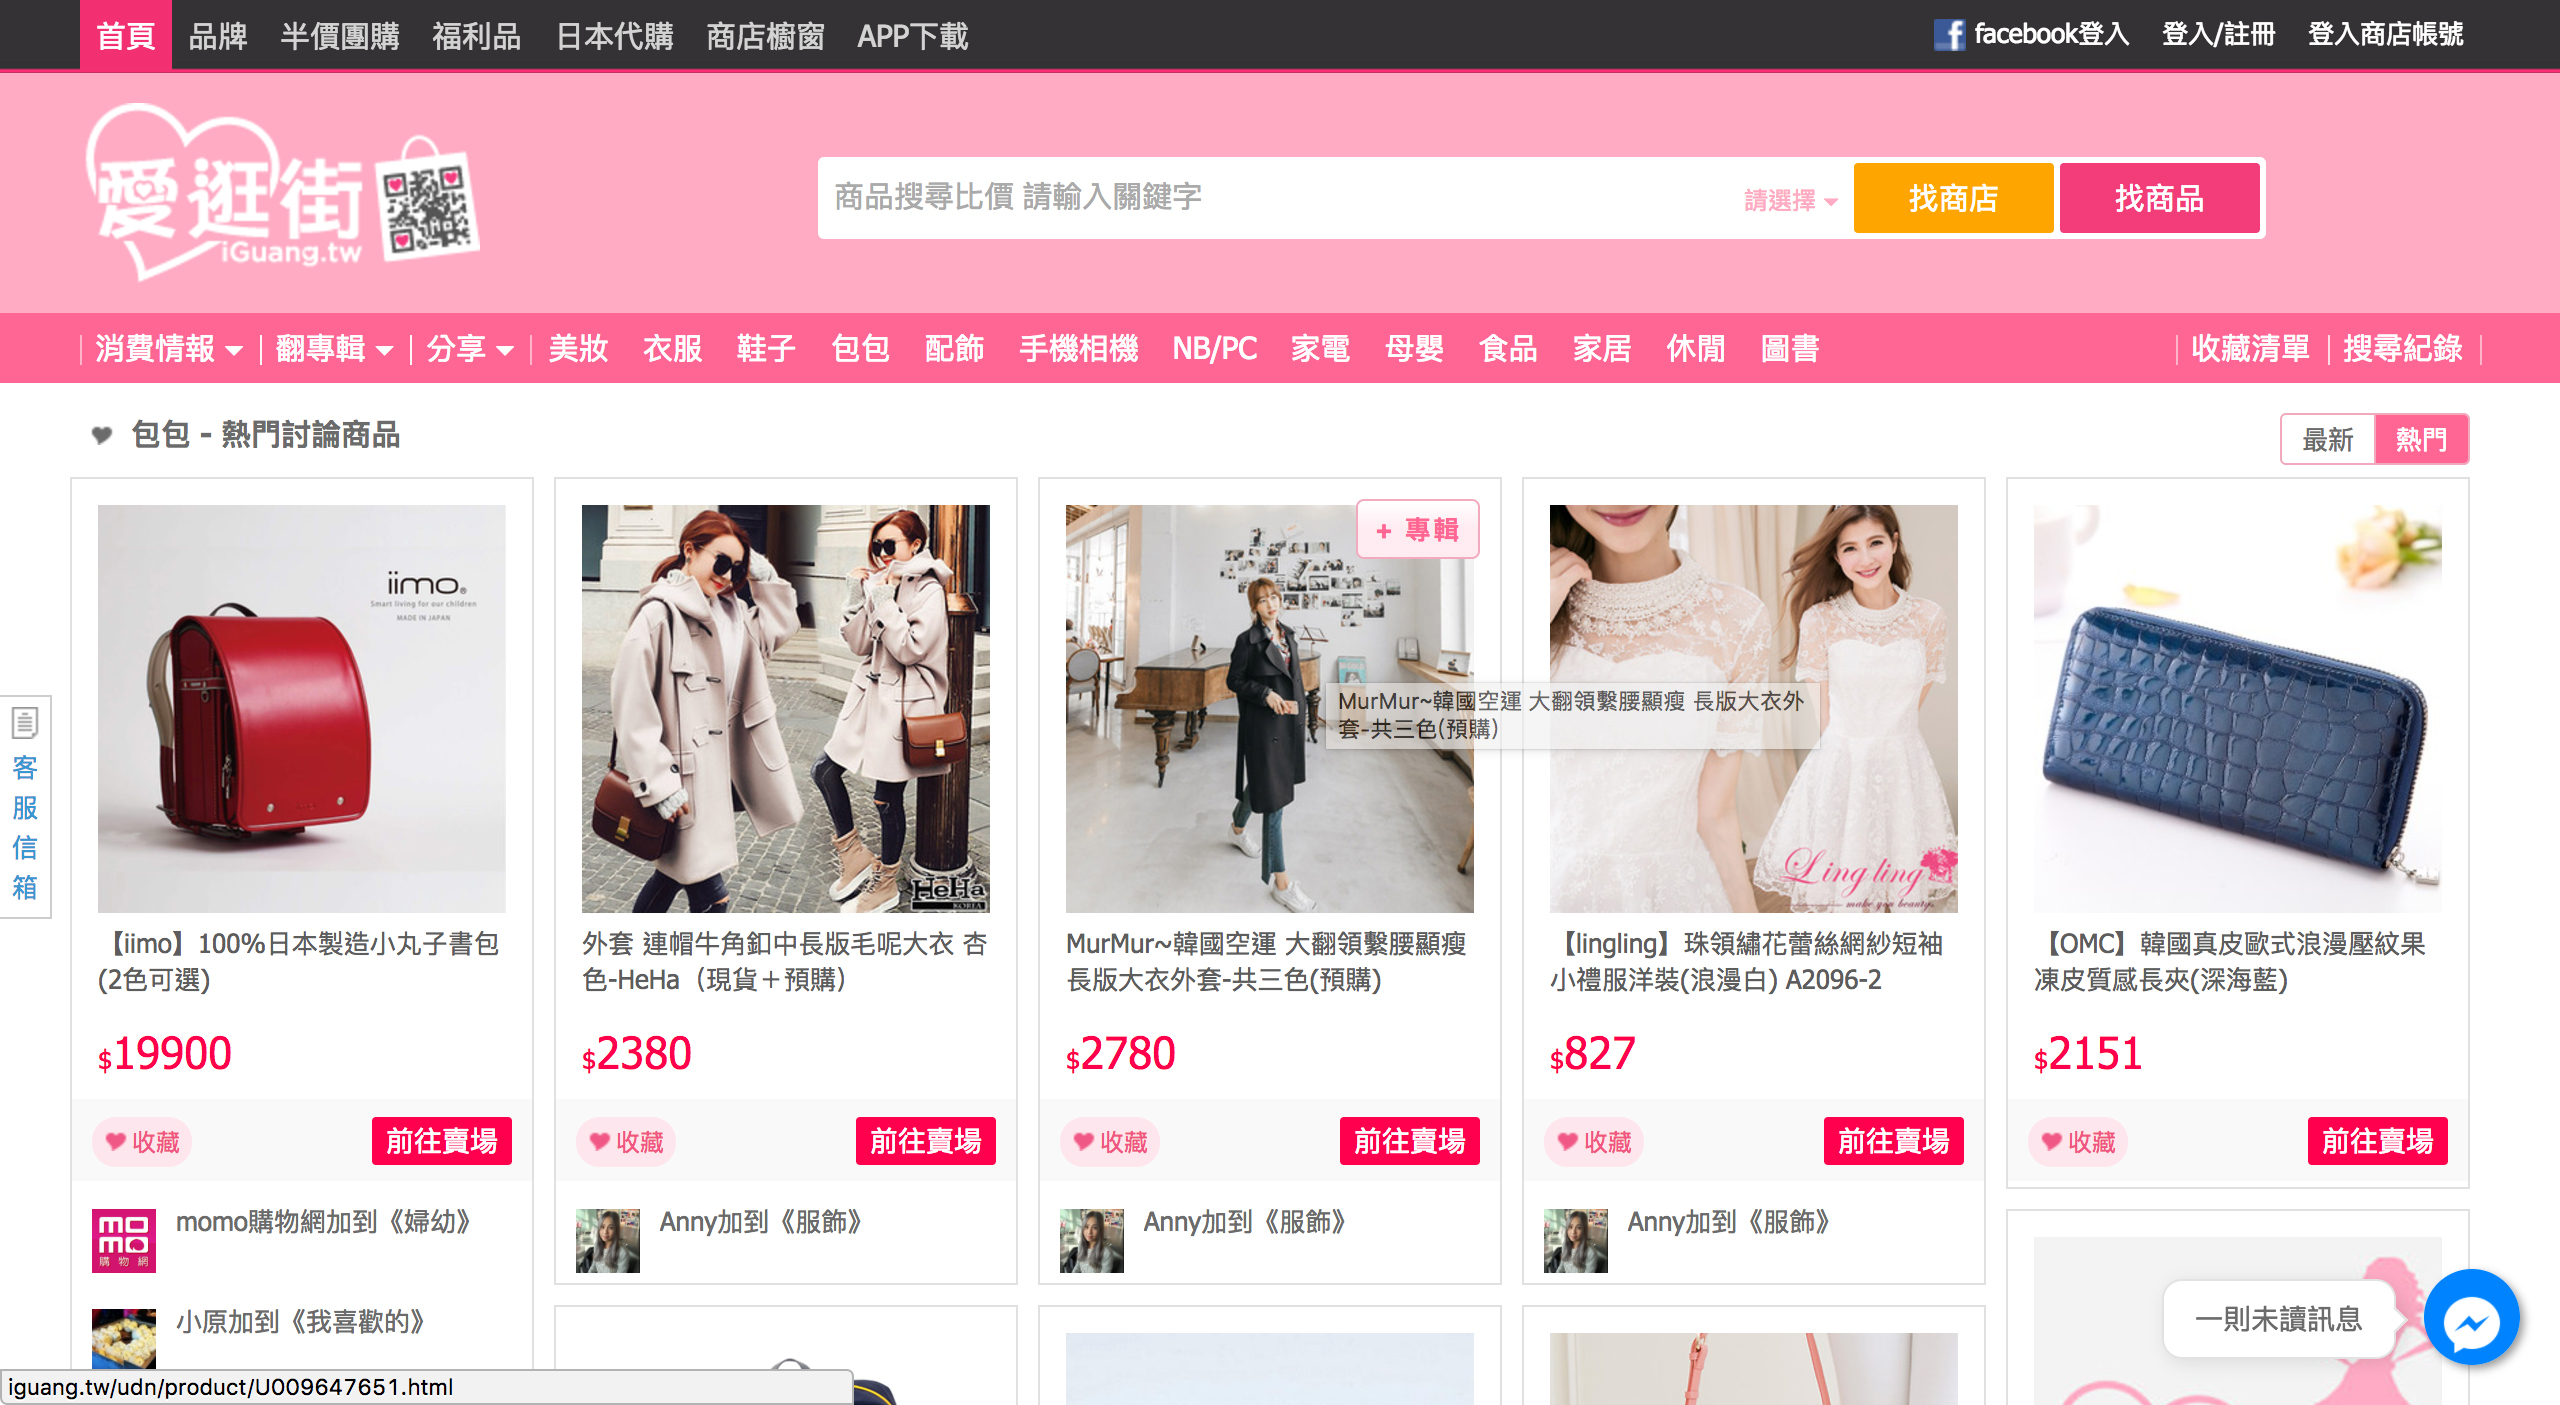 首頁 品牌 半價團購 福利品 日本代購 商店櫥窗 APP下載 facebook登入 登入/註冊 登入商店帳號
愛逛街
iGuang.tw
商品搜尋比價 請輸入關鍵字 請選擇 找商店 找商品
消費情報 翻專輯 分享 美妝 衣服 鞋子 包包 配飾 手機相機 NB/PC 家電 母嬰 食品 家居 休閒 圖書 收藏清單 搜尋紀錄
包包 - 熱門討論商品 最新 熱門
+ 專輯
iimo®
Smart living for our children
MADE IN JAPAN
MurMur~韓國空運 大翻領繫腰顯瘦 長版大衣外
套-共三色(預購)
HeHa
KOREA
Ling ling
make you beautys.
客服信箱
【iimo】100%日本製造小丸子書包
(2色可選)
$19900
收藏 前往賣場
momo購物網加到《婦幼》
momo
購物網
小原加到《我喜歡的》
外套 連帽牛角釦中長版毛呢大衣 杏
色-HeHa（現貨＋預購）
$2380
收藏 前往賣場
Anny加到《服飾》
MurMur~韓國空運 大翻領繫腰顯瘦
長版大衣外套-共三色(預購)
$2780
收藏 前往賣場
Anny加到《服飾》
【lingling】珠領繡花蕾絲網紗短袖
小禮服洋裝(浪漫白) A2096-2
$827
收藏 前往賣場
Anny加到《服飾》
【OMC】韓國真皮歐式浪漫壓紋果
凍皮質感長夾(深海藍)
$2151
收藏 前往賣場
一則未讀訊息
iguang.tw/udn/product/U009647651.html